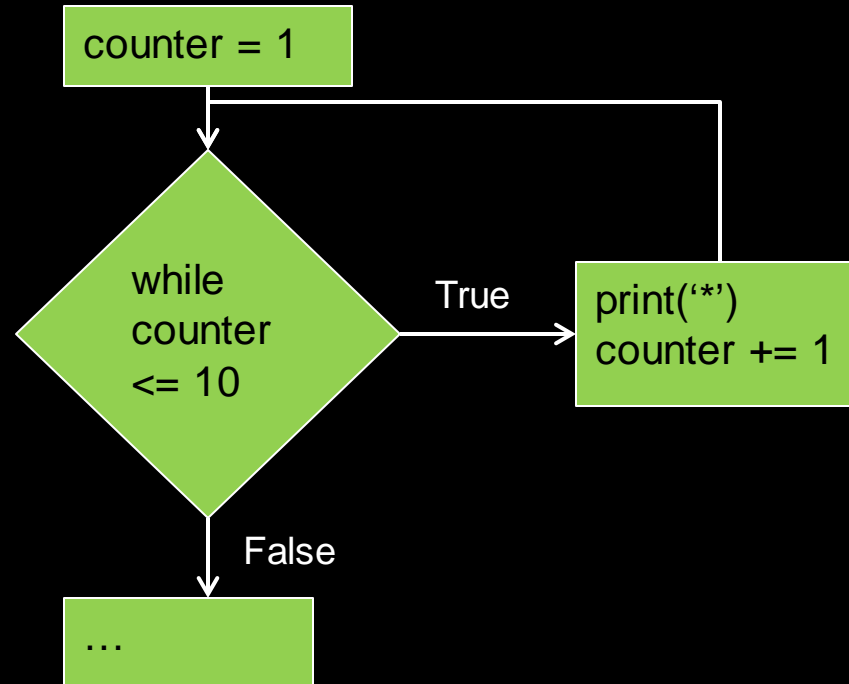 counter = 1
while
counter
<= 10
True
print(‘*’)
counter += 1
False
…